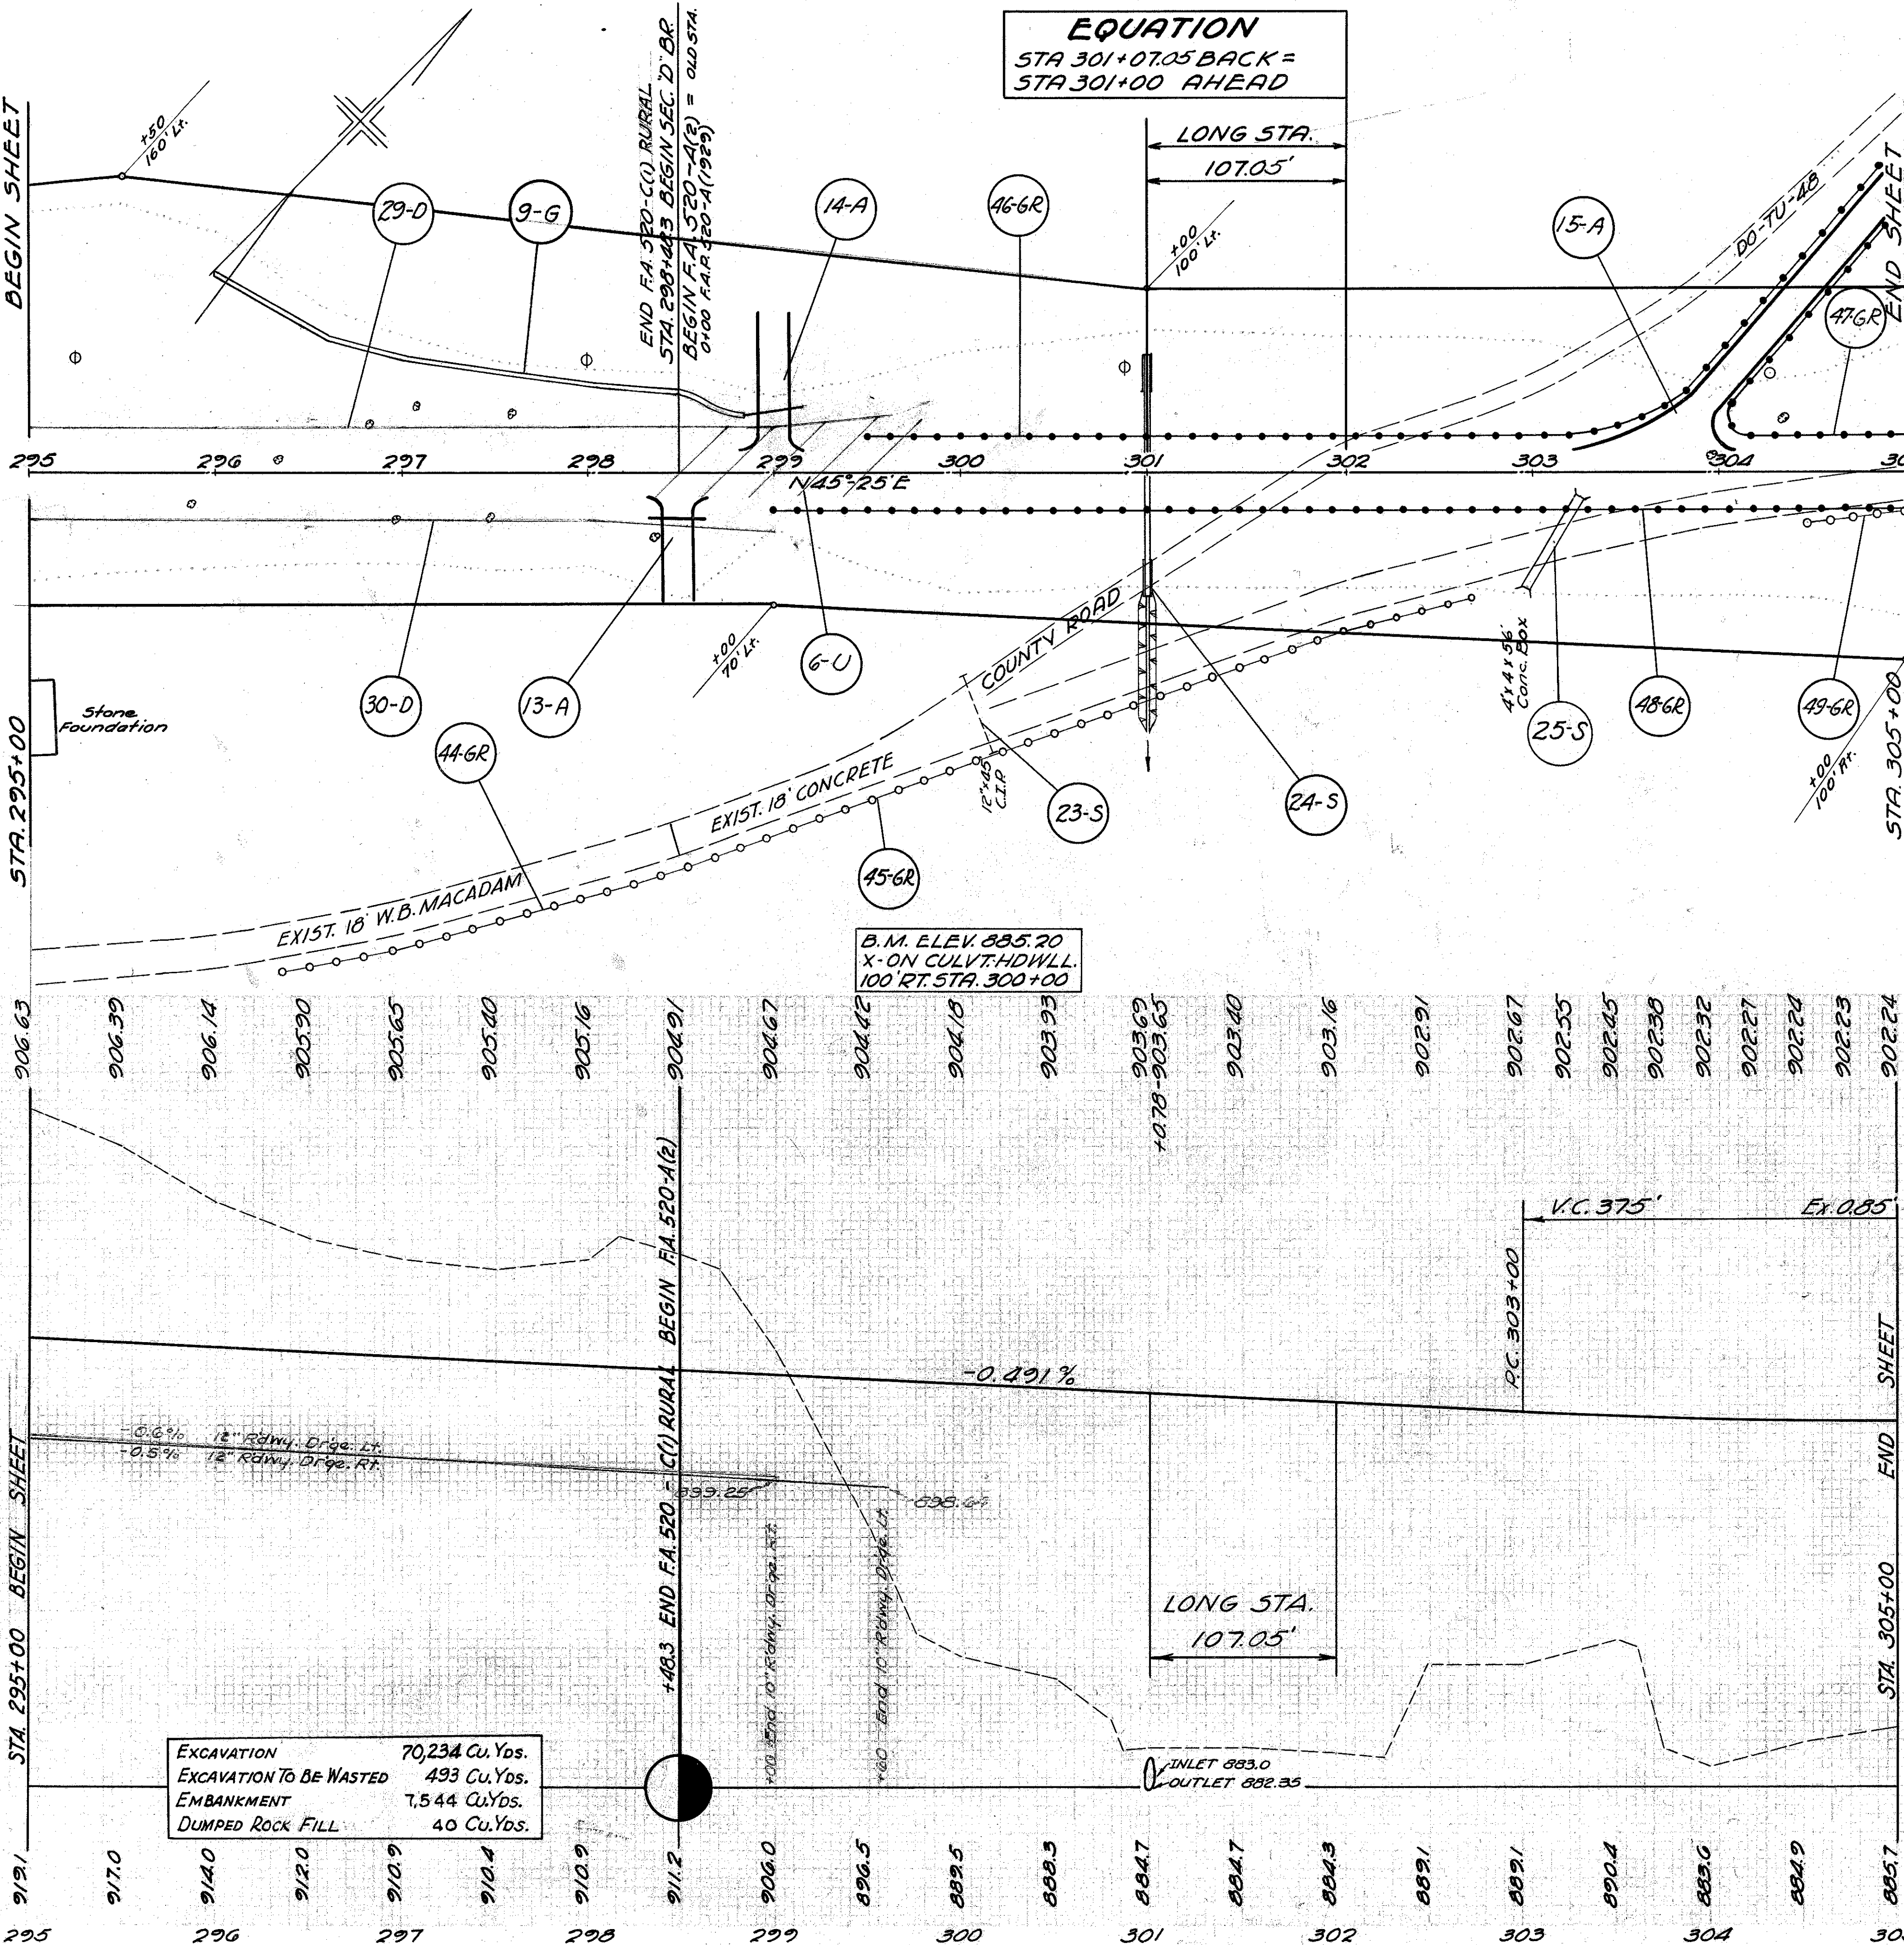 EQUATION
STA 301+07.05 BACK =
STA 301+00 AHEAD
BEGIN SHEET
+50
160' Lt.
END F.A. 520-C(1) RURAL
STA. 298+48.3 BEGIN SEC. "D" BR.
BEGIN F.A. 520-A(2) = OLD STA.
0+00 F.A.P. 520-A (1929)
LONG STA.
107.05'
29-D
9-G
14-A
46-GR
+00
100' Lt.
15-A
DO-TU-48
47-GR
END SHEET
295
296
297
298
299
300
301
302
303
304
N45°-25'E
STA. 295+00
Stone
Foundation
30-D
13-A
+00
70' Lt.
6-U
COUNTY ROAD
4'x4'x56'
Conc. Box
25-S
48-GR
49-GR
+00
100' Rt.
STA. 305+00
44-GR
45-GR
12"x45'
C.I.P.
23-S
24-S
EXIST. 18' W.B. MACADAM
EXIST. 18' CONCRETE
B.M. ELEV. 885.20
X-ON CULVT. HDWLL.
100' RT. STA. 300+00
906.63
906.39
906.14
905.90
905.65
905.40
905.16
904.91
904.67
904.42
904.18
903.93
903.69
+0.78-903.65
903.40
903.16
902.91
902.67
902.55
902.45
902.38
902.32
902.27
902.24
902.23
902.24
V.C. 375'
Ex. 0.85'
P.C. 303+00
-0.491%
-0.6% 12" Rdwy. Dr'ge. Lt.
-0.5% 12" Rdwy. Dr'ge. Rt.
899.25
898.64
+48.3 END F.A. 520-C(1) RURAL BEGIN F.A. 520-A(2)
+00 End 10" R'dwy. Dr'ge. Rt.
+60 End 10" R'dwy. Dr'ge. Lt.
LONG STA.
107.05'
STA. 295+00 BEGIN SHEET
STA. 305+00 END SHEET
EXCAVATION 70,234 CU. YDS.
EXCAVATION TO BE WASTED 493 CU. YDS.
EMBANKMENT 7,544 CU. YDS.
DUMPED ROCK FILL 40 CU. YDS.
INLET 883.0
OUTLET 882.35
919.1
917.0
914.0
912.0
910.9
910.4
910.9
911.2
906.0
896.5
889.5
888.3
884.7
884.7
884.3
889.1
889.1
890.4
883.6
884.9
885.7
295
296
297
298
299
300
301
302
303
304